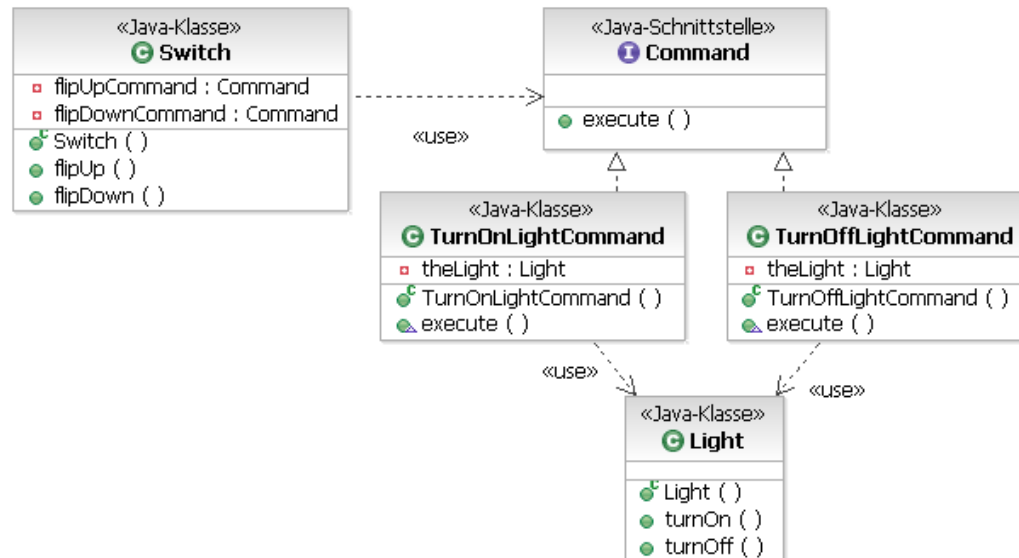 «Java-Klasse»
Switch
flipUpCommand : Command
flipDownCommand : Command
Switch ( )
flipUp ( )
flipDown ( )
«use»
«Java-Schnittstelle»
Command
execute ( )
«Java-Klasse»
TurnOnLightCommand
theLight : Light
TurnOnLightCommand ( )
execute ( )
«Java-Klasse»
TurnOffLightCommand
theLight : Light
TurnOffLightCommand ( )
execute ( )
«use»
«use»
«Java-Klasse»
Light
Light ( )
turnOn ( )
turnOff ( )